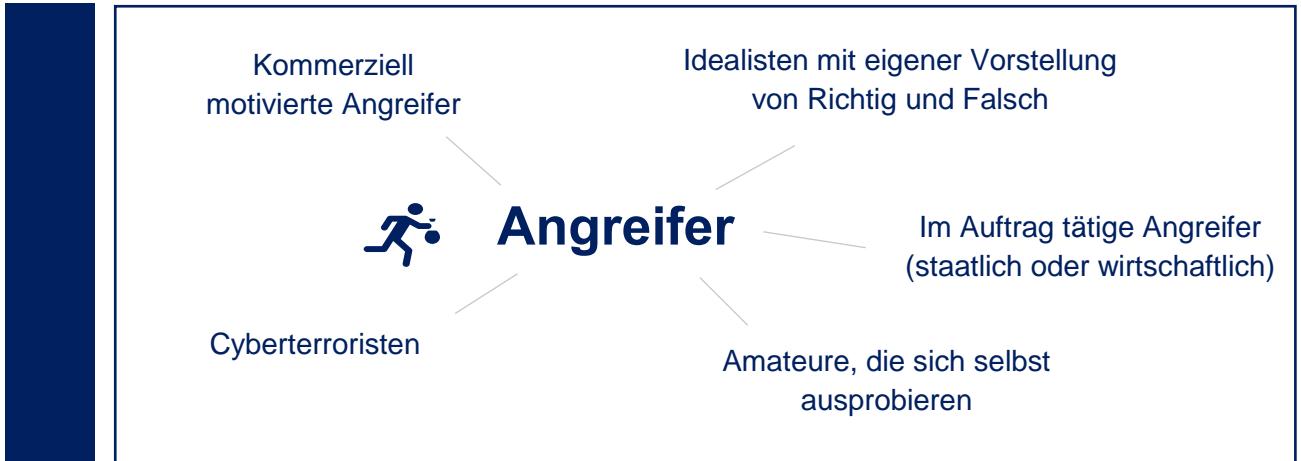 Kommerziell
motivierte Angreifer
Idealisten mit eigener Vorstellung
von Richtig und Falsch
Angreifer
Im Auftrag tätige Angreifer
(staatlich oder wirtschaftlich)
Cyberterroristen
Amateure, die sich selbst
ausprobieren